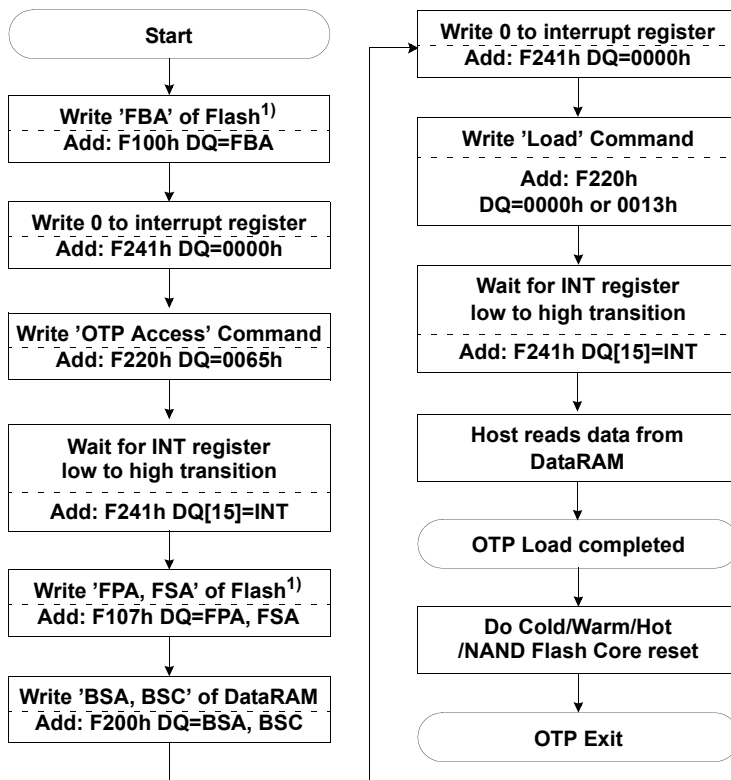 Start
Write ’FBA’ of Flash1)
Add: F100h DQ=FBA
Write 0 to interrupt register
Add: F241h DQ=0000h
Write ’OTP Access’ Command
Add: F220h DQ=0065h
Wait for INT register
low to high transition
Add: F241h DQ[15]=INT
Write ’FPA, FSA’ of Flash1)
Add: F107h DQ=FPA, FSA
Write ’BSA, BSC’ of DataRAM
Add: F200h DQ=BSA, BSC
Write 0 to interrupt register
Add: F241h DQ=0000h
Write ’Load’ Command
Add: F220h
DQ=0000h or 0013h
Wait for INT register
low to high transition
Add: F241h DQ[15]=INT
Host reads data from
DataRAM
OTP Load completed
Do Cold/Warm/Hot
/NAND Flash Core reset
OTP Exit